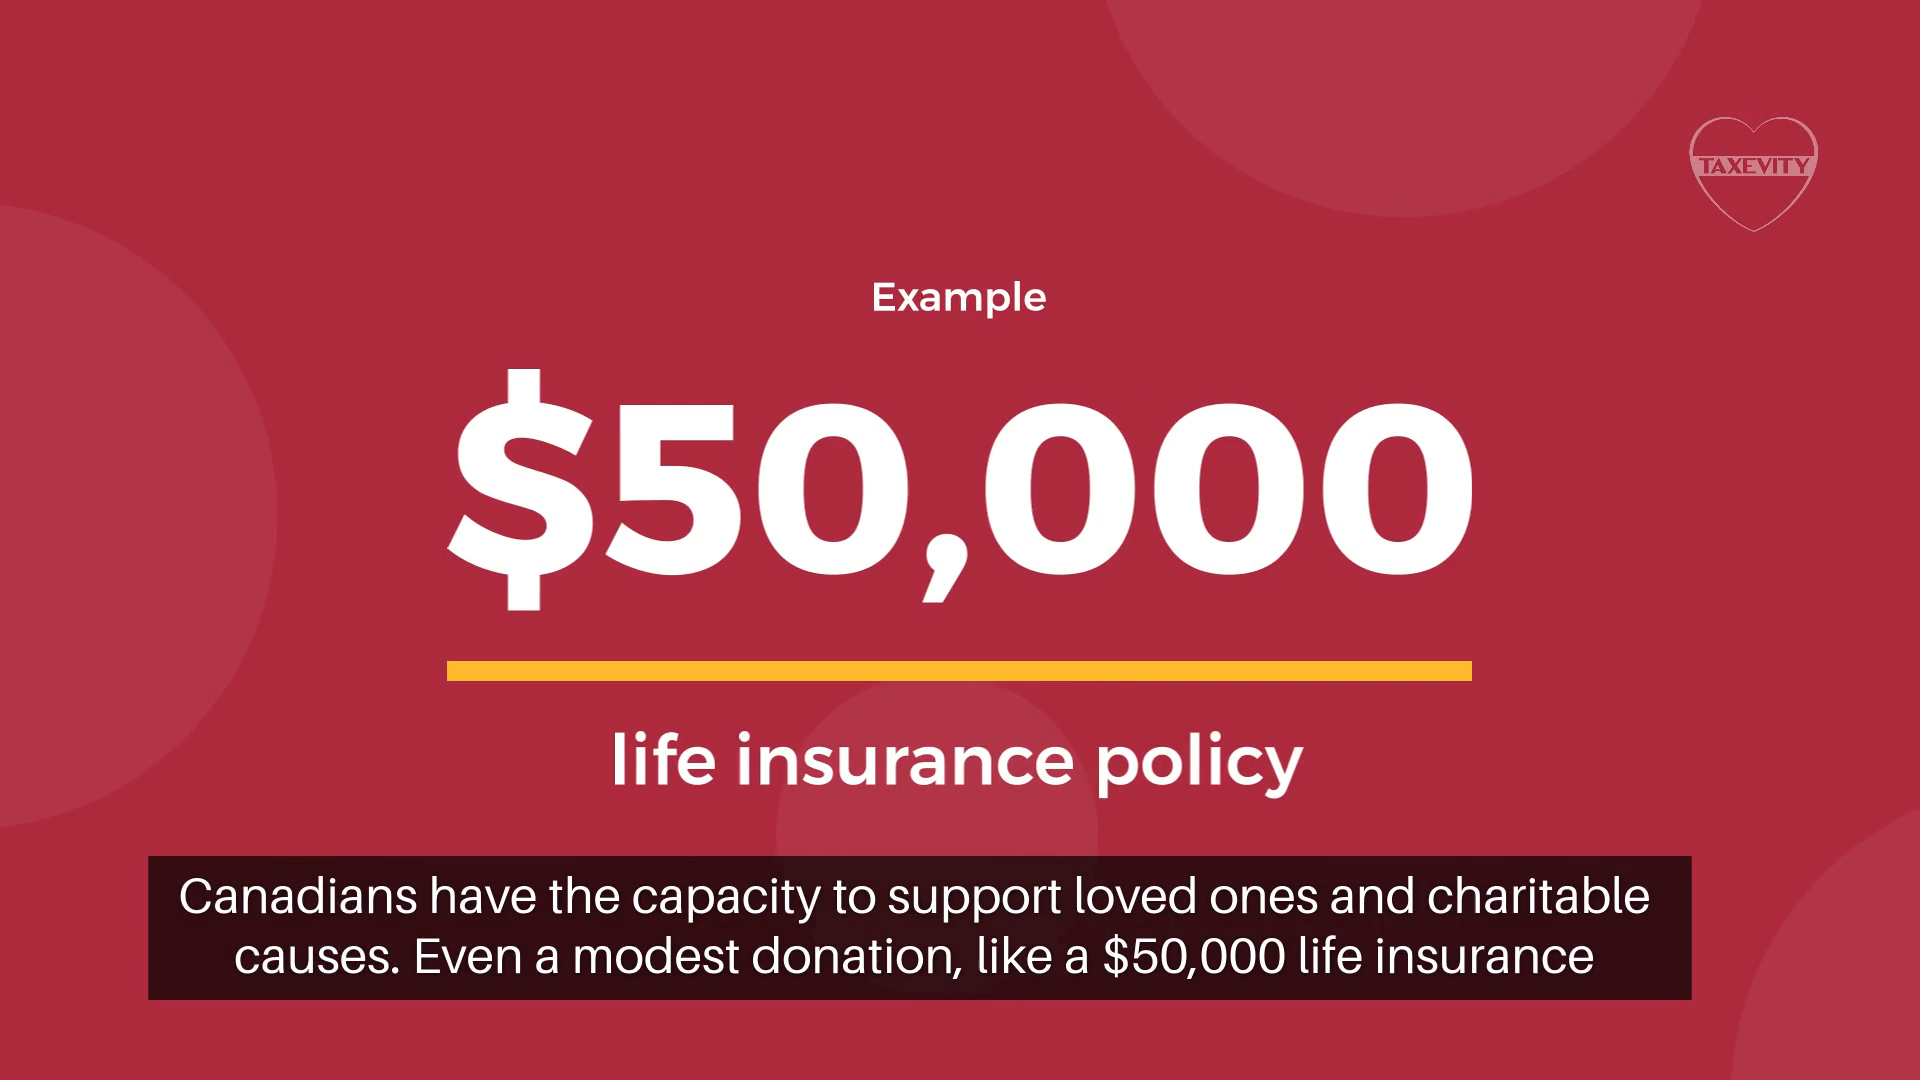 TAXEVITY
Example
$50,000
life insurance policy
Canadians have the capacity to support loved ones and charitable
causes. Even a modest donation, like a $50,000 life insurance